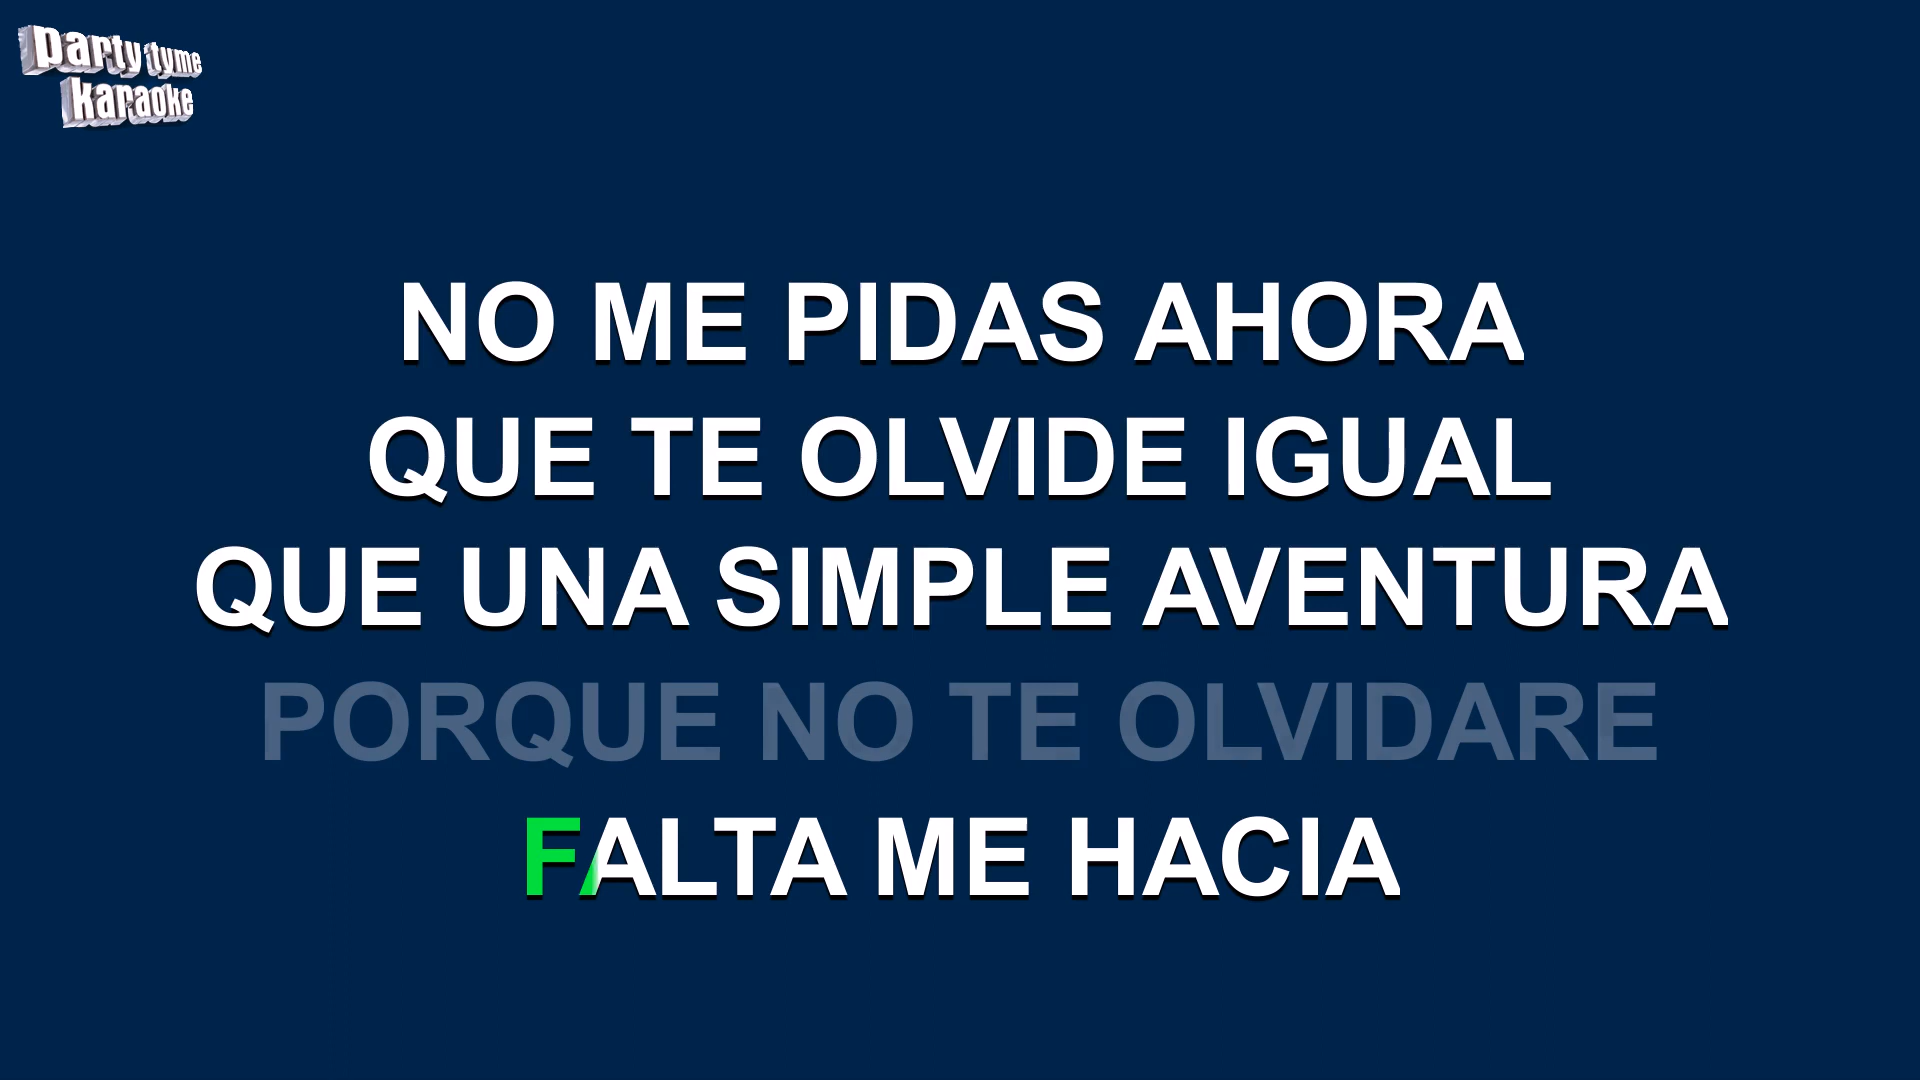 party tyme
karaoke
NO ME PIDAS AHORA
QUE TE OLVIDE IGUAL
QUE UNA SIMPLE AVENTURA
PORQUE NO TE OLVIDARE
FALTA ME HACIA